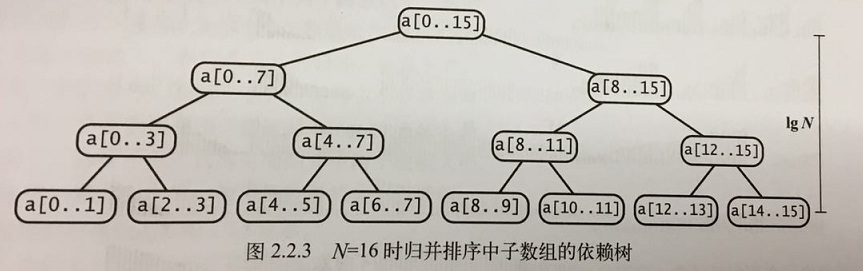 a[0..15]
a[0..7]
a[8..15]
lg N
a[0..3]
a[4..7]
a[8..11]
a[12..15]
a[0..1]
a[2..3]
a[4..5]
a[6..7]
a[8..9]
a[10..11]
a[12..13]
a[14..15]
图 2.2.3 N=16 时归并排序中子数组的依赖树